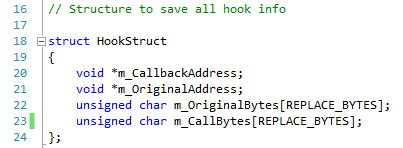 16 // Structure to save all hook info
17
18 struct HookStruct
19 {
20 void *m_CallbackAddress;
21 void *m_OriginalAddress;
22 unsigned char m_OriginalBytes[REPLACE_BYTES];
23 unsigned char m_CallBytes[REPLACE_BYTES];
24 };